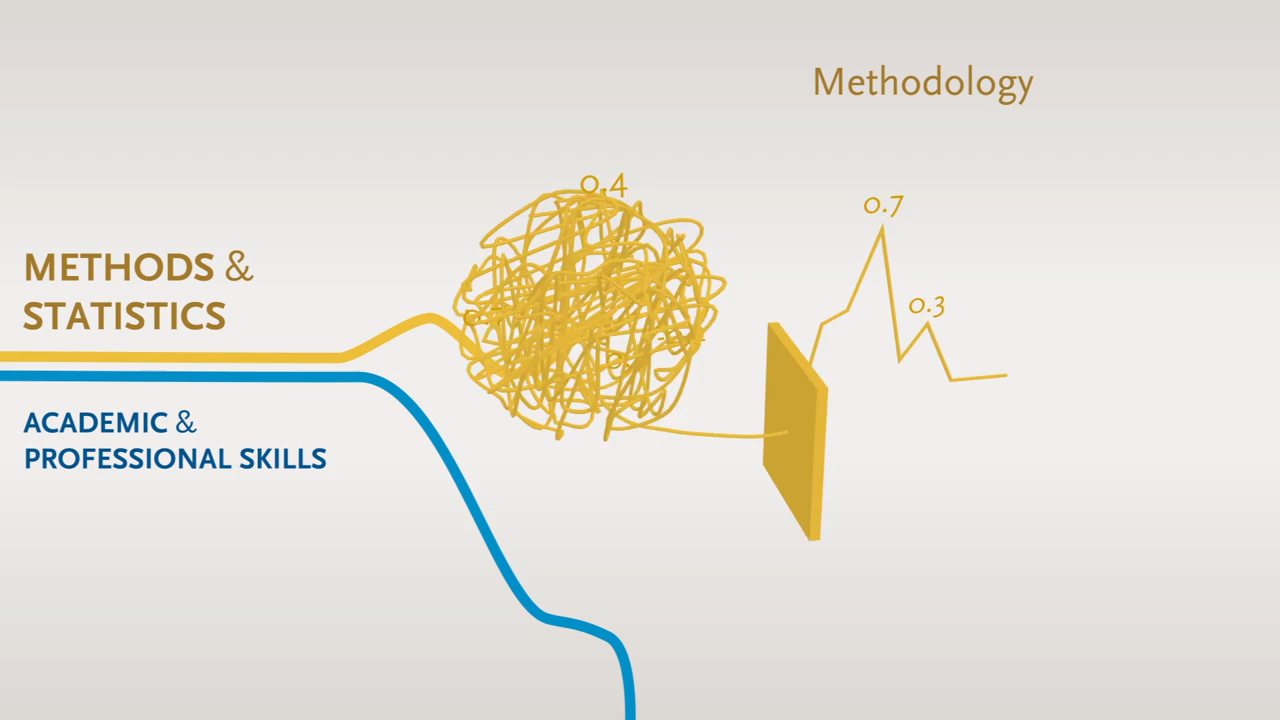 Methodology
0.4
0.7
METHODS &
STATISTICS
0.3
ACADEMIC &
PROFESSIONAL SKILLS